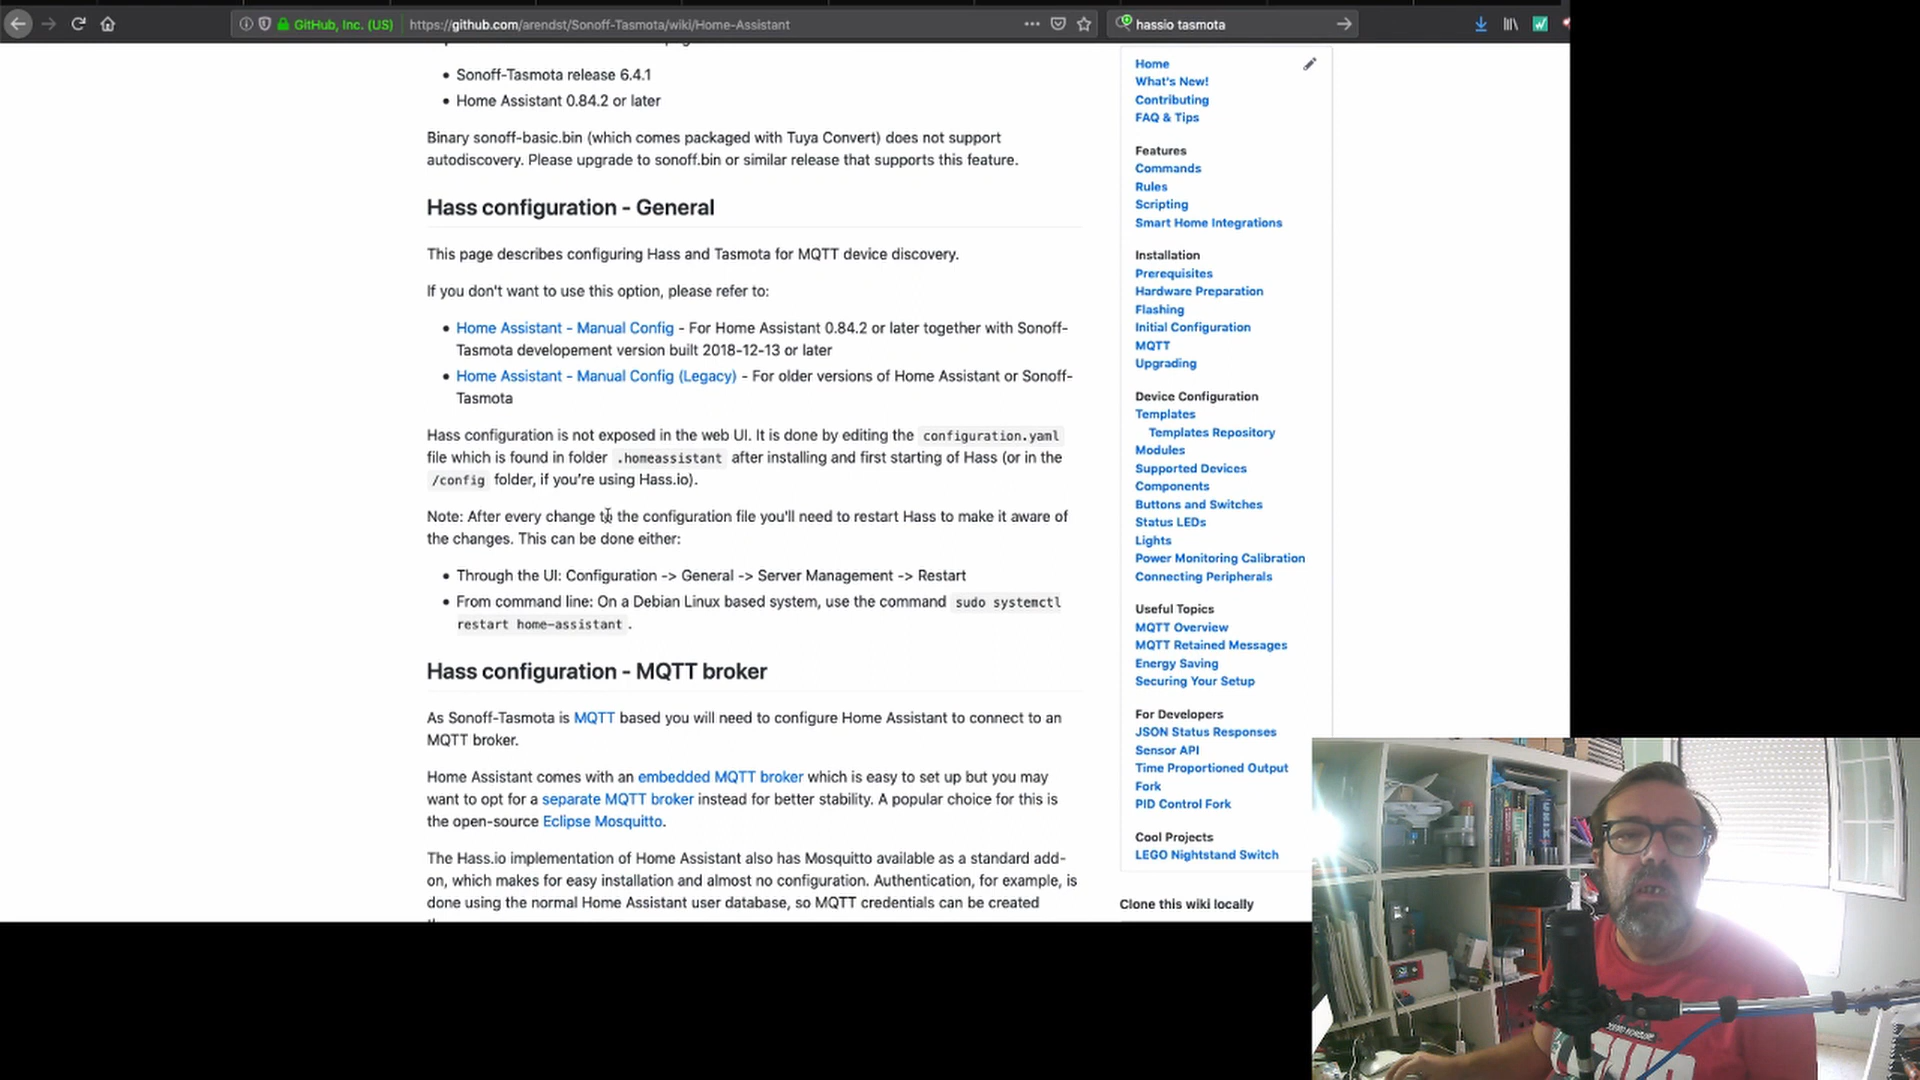 GitHub, Inc. (US)
https://github.com/arendst/Sonoff-Tasmota/wiki/Home-Assistant
hassio tasmota
Sonoff-Tasmota release 6.4.1
Home Assistant 0.84.2 or later
Binary sonoff-basic.bin (which comes packaged with Tuya Convert) does not support
autodiscovery. Please upgrade to sonoff.bin or similar release that supports this feature.
Hass configuration - General
This page describes configuring Hass and Tasmota for MQTT device discovery.
If you don't want to use this option, please refer to:
Home Assistant - Manual Config - For Home Assistant 0.84.2 or later together with Sonoff-
Tasmota developement version built 2018-12-13 or later
Home Assistant - Manual Config (Legacy) - For older versions of Home Assistant or Sonoff-
Tasmota
Hass configuration is not exposed in the web UI. It is done by editing the configuration.yaml
file which is found in folder .homeassistant after installing and first starting of Hass (or in the
/config folder, if you're using Hass.io).
Note: After every change to the configuration file you'll need to restart Hass to make it aware of
the changes. This can be done either:
Through the UI: Configuration -> General -> Server Management -> Restart
From command line: On a Debian Linux based system, use the command sudo systemctl
restart home-assistant .
Hass configuration - MQTT broker
As Sonoff-Tasmota is MQTT based you will need to configure Home Assistant to connect to an
MQTT broker.
Home Assistant comes with an embedded MQTT broker which is easy to set up but you may
want to opt for a separate MQTT broker instead for better stability. A popular choice for this is
the open-source Eclipse Mosquitto.
The Hass.io implementation of Home Assistant also has Mosquitto available as a standard add-
on, which makes for easy installation and almost no configuration. Authentication, for example, is
done using the normal Home Assistant user database, so MQTT credentials can be created
Home
What's New!
Contributing
FAQ & Tips
Features
Commands
Rules
Scripting
Smart Home Integrations
Installation
Prerequisites
Hardware Preparation
Flashing
Initial Configuration
MQTT
Upgrading
Device Configuration
Templates
Templates Repository
Modules
Supported Devices
Components
Buttons and Switches
Status LEDs
Lights
Power Monitoring Calibration
Connecting Peripherals
Useful Topics
MQTT Overview
MQTT Retained Messages
Energy Saving
Securing Your Setup
For Developers
JSON Status Responses
Sensor API
Time Proportioned Output
Fork
PID Control Fork
Cool Projects
LEGO Nightstand Switch
Clone this wiki locally